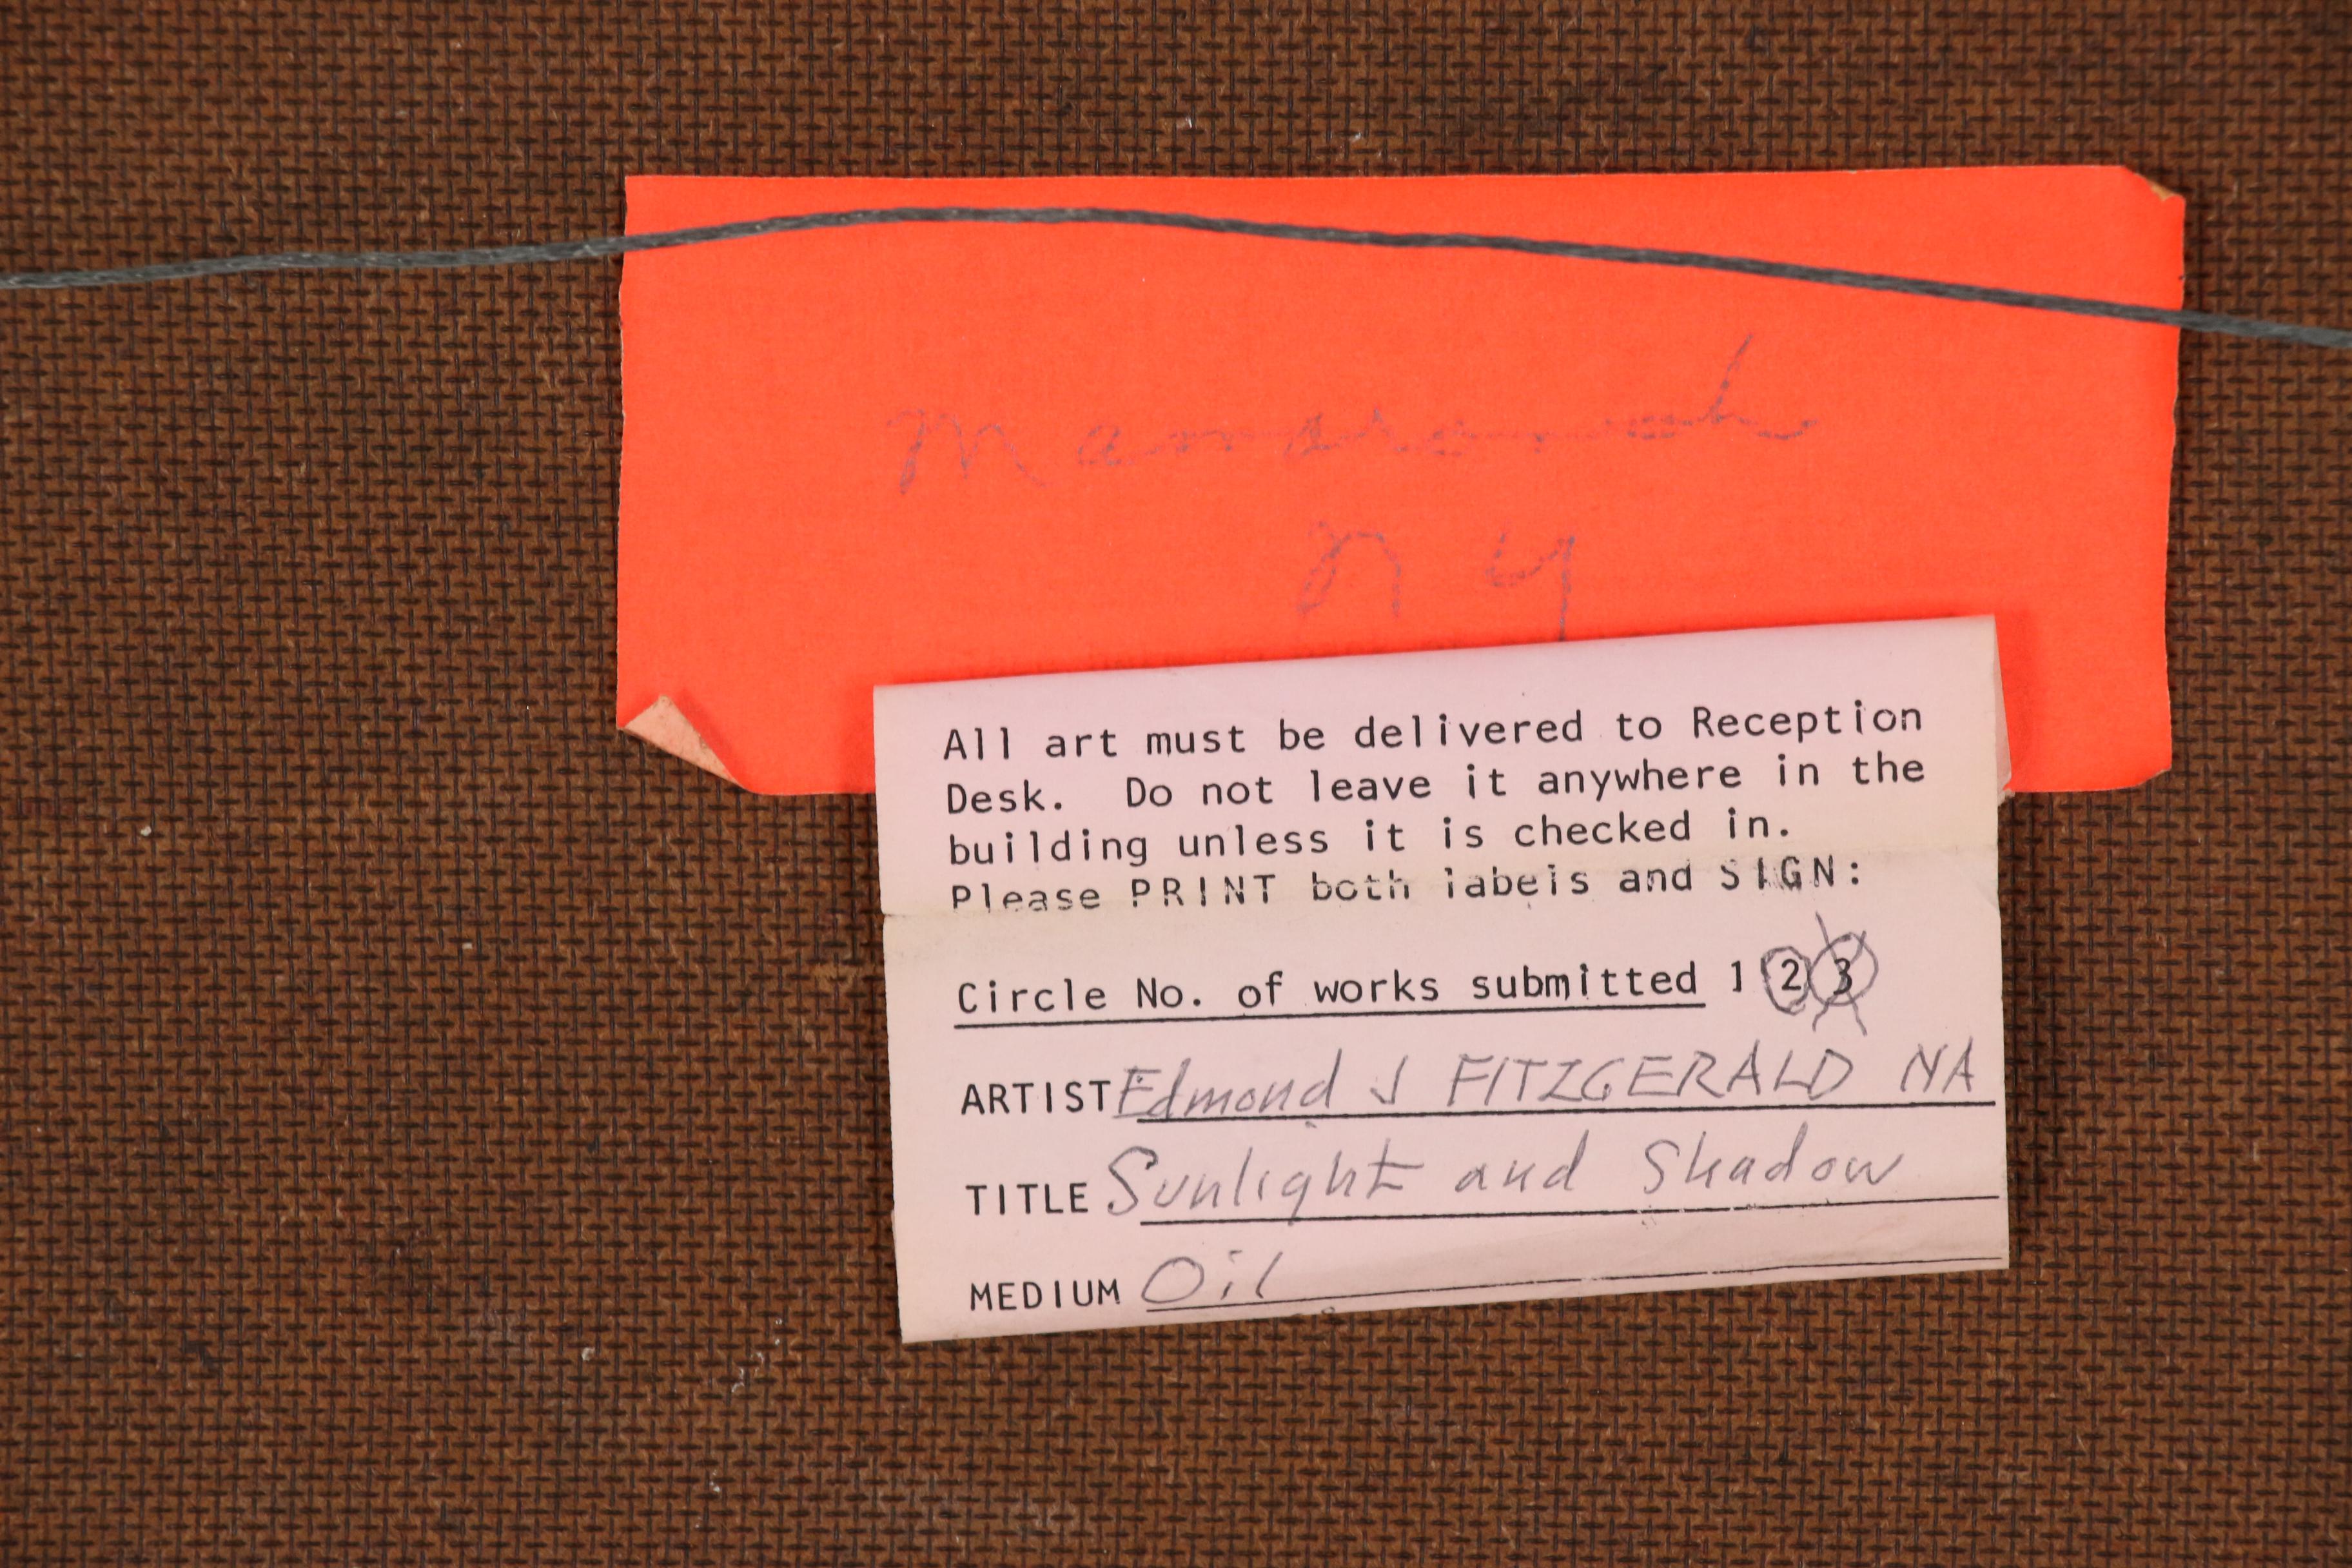 Mamaroneck
NY
All art must be delivered to Reception
Desk. Do not leave it anywhere in the
building unless it is checked in.
Please PRINT both labels and SIGN:
Circle No. of works submitted 1 2 3
ARTIST Edmond J FITZGERALD NA
TITLE Sunlight and Shadow
MEDIUM Oil